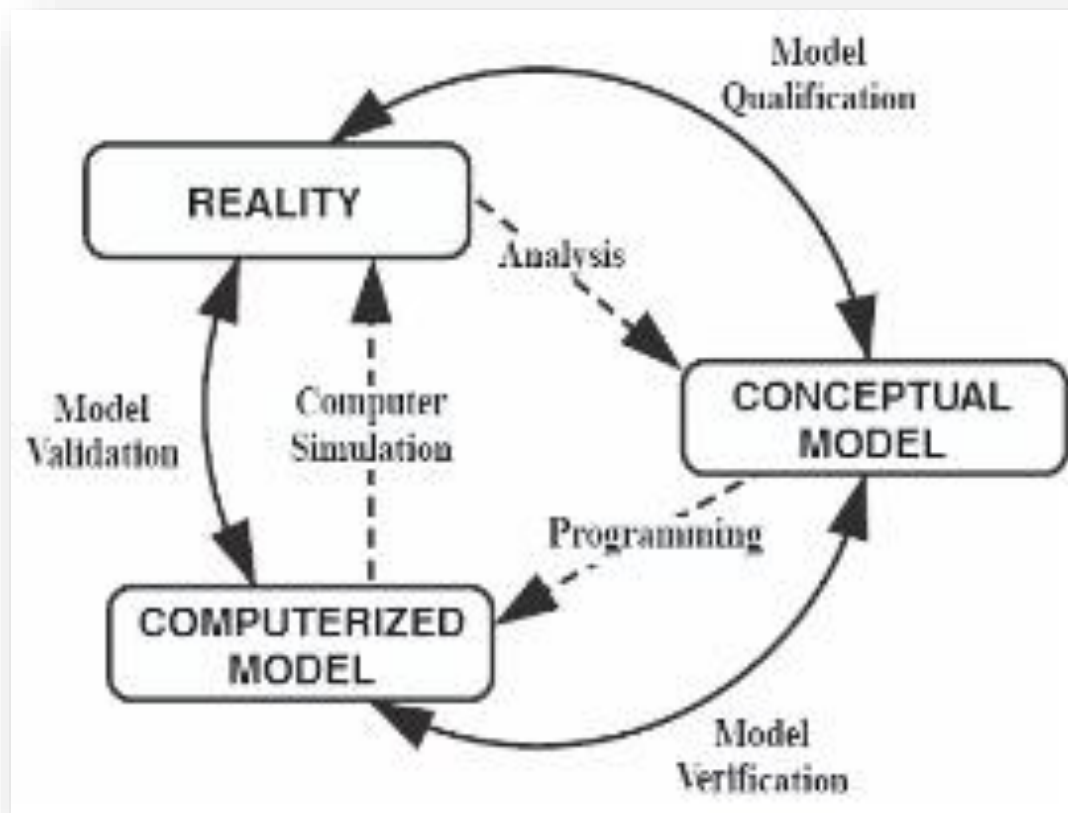 Model
Qualification
REALITY
Analysis
CONCEPTUAL
MODEL
Model
Validation
Computer
Simulation
Programming
COMPUTERIZED
MODEL
Model
Verification